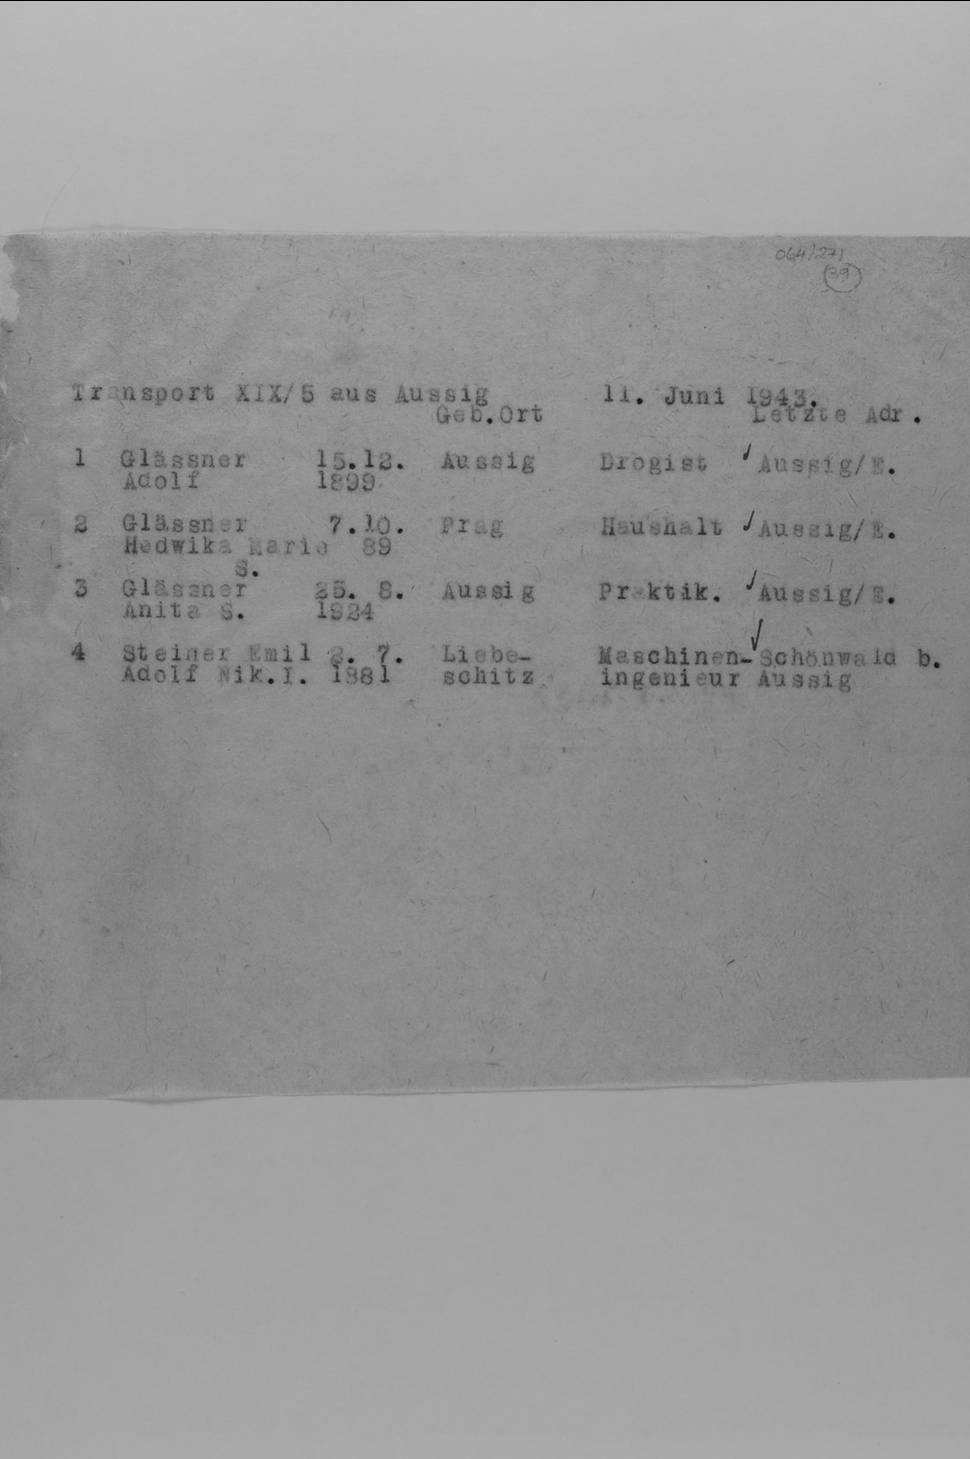 064/271
39
Transport XIX/5 aus Aussig 11. Juni 1943.
Geb.Ort Letzte Adr.
1 Glässner 15.12. Aussig Drogist ✓ Aussig/E.
Adolf 1899
2 Glässner 7.10. Prag Haushalt ✓ Aussig/E.
Hedwika Marie 89
S.
3 Glässner 25. 8. Aussig Praktik. ✓ Aussig/E.
Anita S. 1924
4 Steiner Emil 2. 7. Liebe- Maschinen- ✓ Schönwald b.
Adolf Nik.I. 1881 schitz ingenieur Aussig